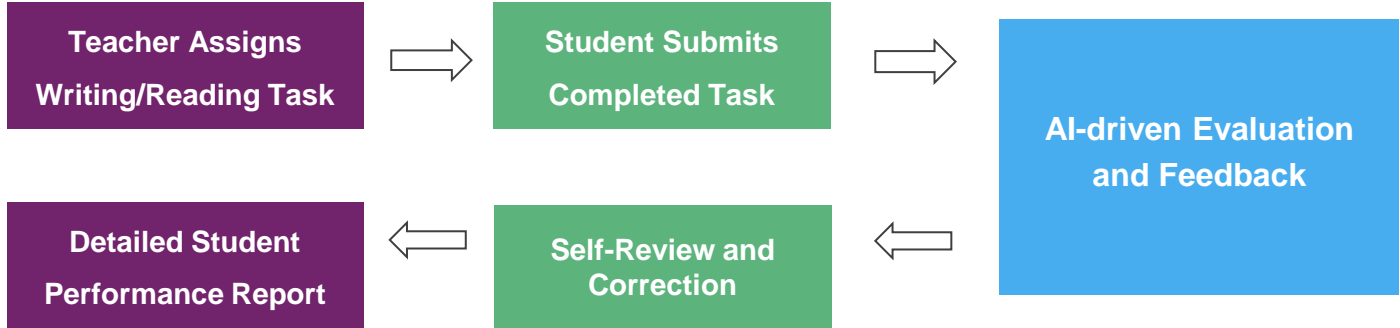 Teacher Assigns
Writing/Reading Task
Student Submits
Completed Task
AI-driven Evaluation
and Feedback
Self-Review and
Correction
Detailed Student
Performance Report